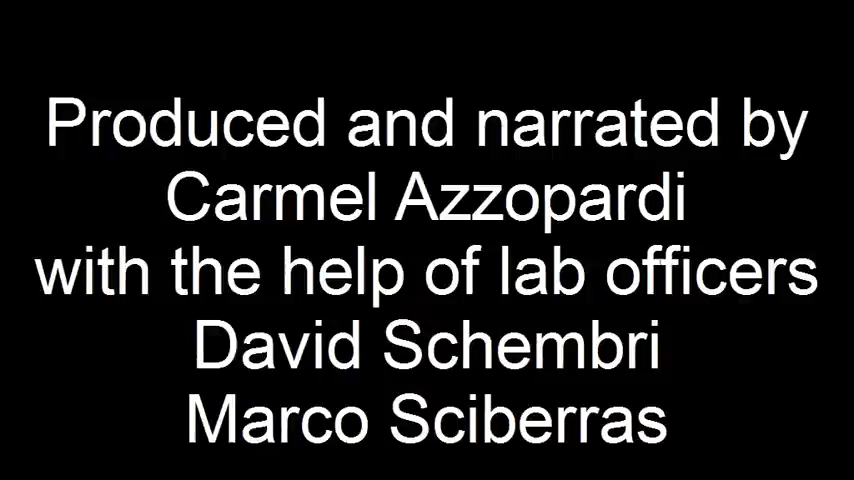 Produced and narrated by
Carmel Azzopardi
with the help of lab officers
David Schembri
Marco Sciberras